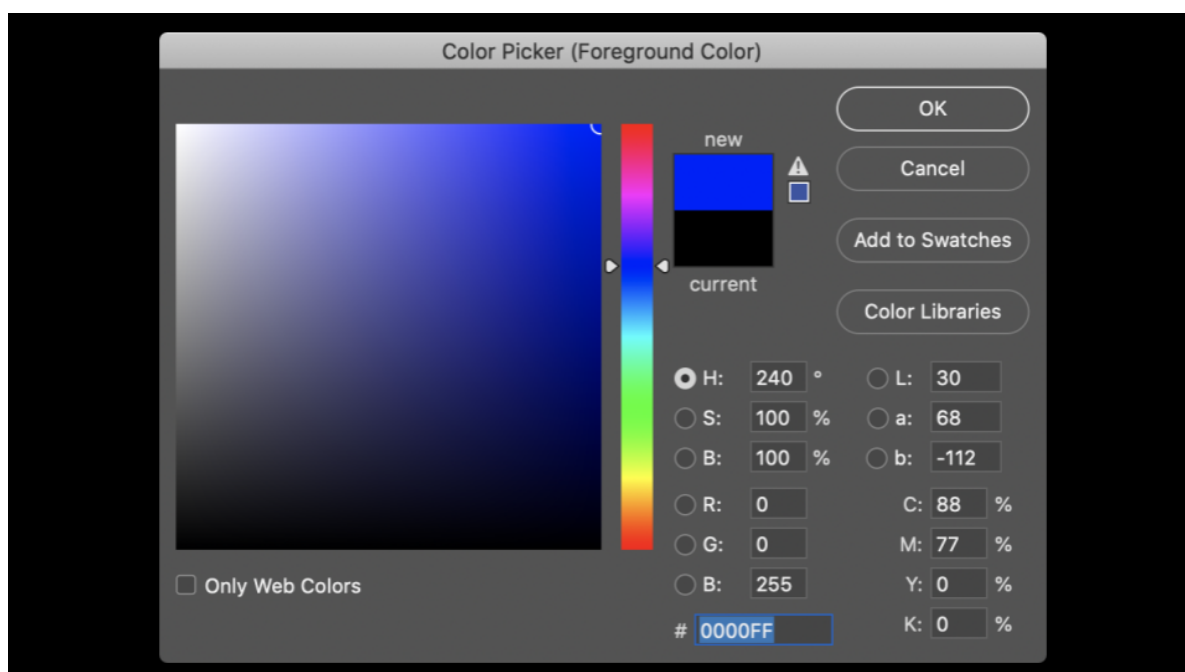 Color Picker (Foreground Color)
OK
new
Cancel
Add to Swatches
current
Color Libraries
H: 240 °
L: 30
S: 100 %
a: 68
B: 100 %
b: -112
R: 0
C: 88 %
G: 0
M: 77 %
Only Web Colors
B: 255
Y: 0 %
# 0000FF
K: 0 %